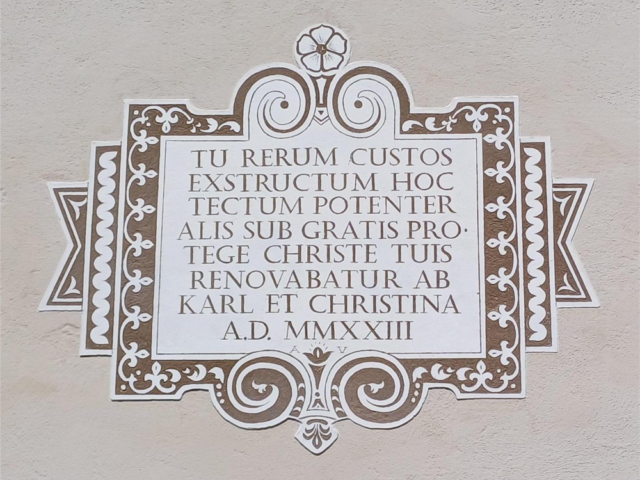 TU RERUM CUSTOS
EXSTRUCTUM HOC
TECTUM POTENTER
ALIS SUB GRATIS PRO·
TEGE CHRISTE TUIS
RENOVABATUR AB
KARL ET CHRISTINA
A.D. MMXXIII
A V